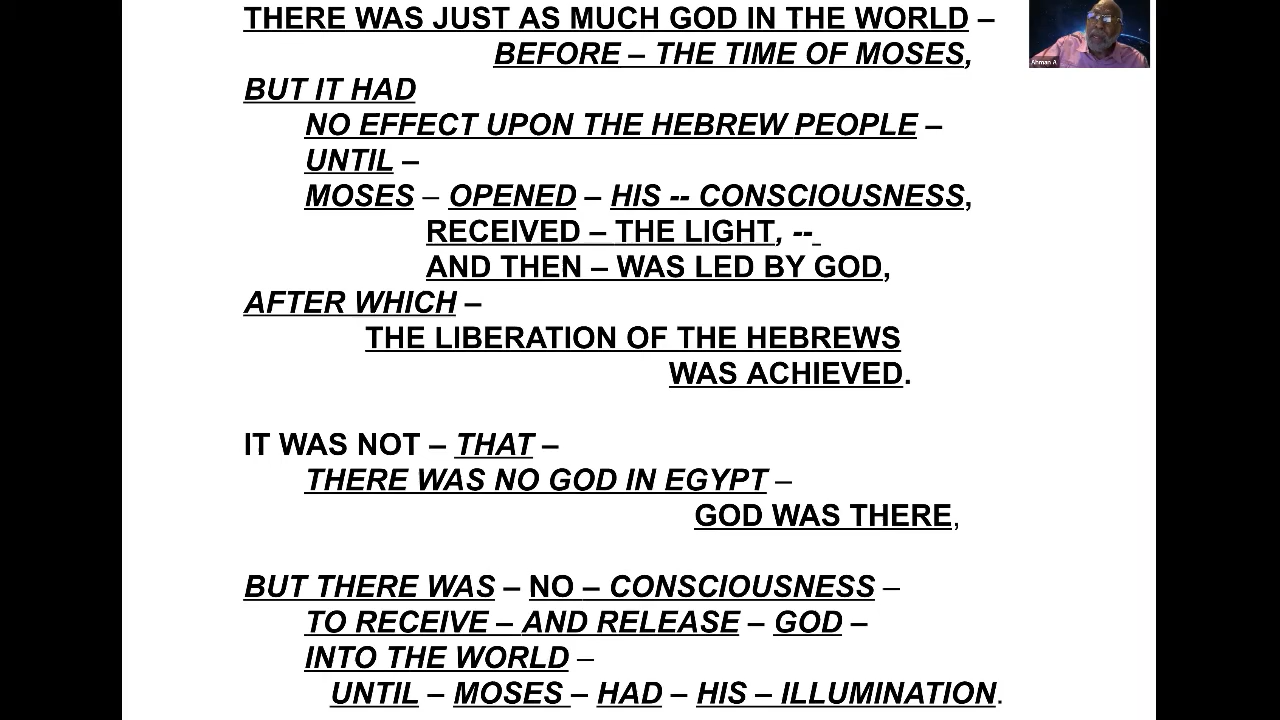 THERE WAS JUST AS MUCH GOD IN THE WORLD –
BEFORE – THE TIME OF MOSES,
BUT IT HAD
NO EFFECT UPON THE HEBREW PEOPLE –
UNTIL –
MOSES – OPENED – HIS -- CONSCIOUSNESS,
RECEIVED – THE LIGHT, --
AND THEN – WAS LED BY GOD,
AFTER WHICH –
THE LIBERATION OF THE HEBREWS
WAS ACHIEVED.
IT WAS NOT – THAT –
THERE WAS NO GOD IN EGYPT –
GOD WAS THERE,
BUT THERE WAS – NO – CONSCIOUSNESS –
TO RECEIVE – AND RELEASE – GOD –
INTO THE WORLD –
UNTIL – MOSES – HAD – HIS – ILLUMINATION.
Ahman A